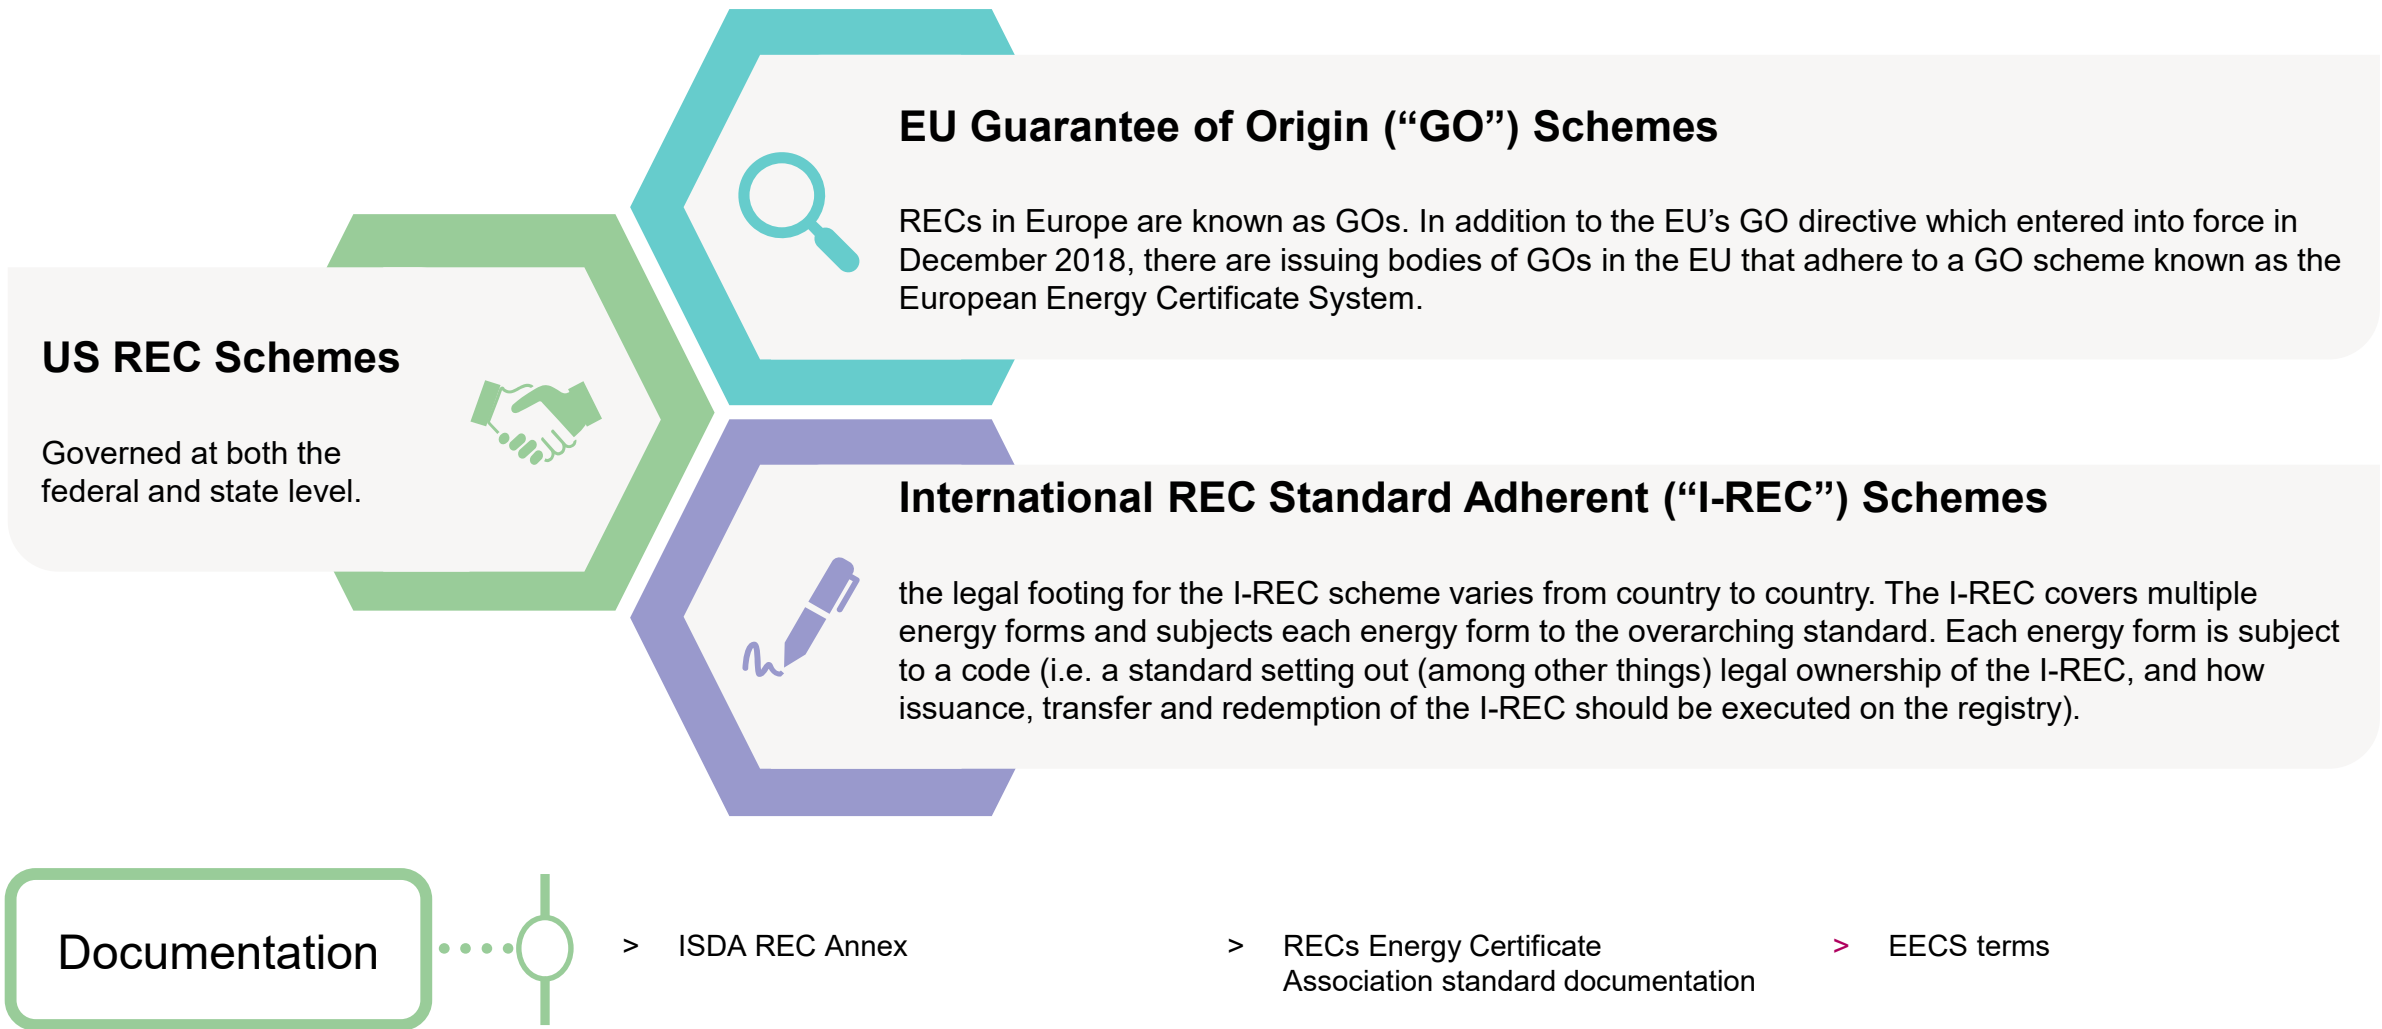 EU Guarantee of Origin (“GO”) Schemes
RECs in Europe are known as GOs. In addition to the EU’s GO directive which entered into force in
December 2018, there are issuing bodies of GOs in the EU that adhere to a GO scheme known as the
European Energy Certificate System.
US REC Schemes
Governed at both the
federal and state level.
International REC Standard Adherent (“I-REC”) Schemes
the legal footing for the I-REC scheme varies from country to country. The I-REC covers multiple
energy forms and subjects each energy form to the overarching standard. Each energy form is subject
to a code (i.e. a standard setting out (among other things) legal ownership of the I-REC, and how
issuance, transfer and redemption of the I-REC should be executed on the registry).
Documentation
> ISDA REC Annex
> RECs Energy Certificate
Association standard documentation
> EECS terms